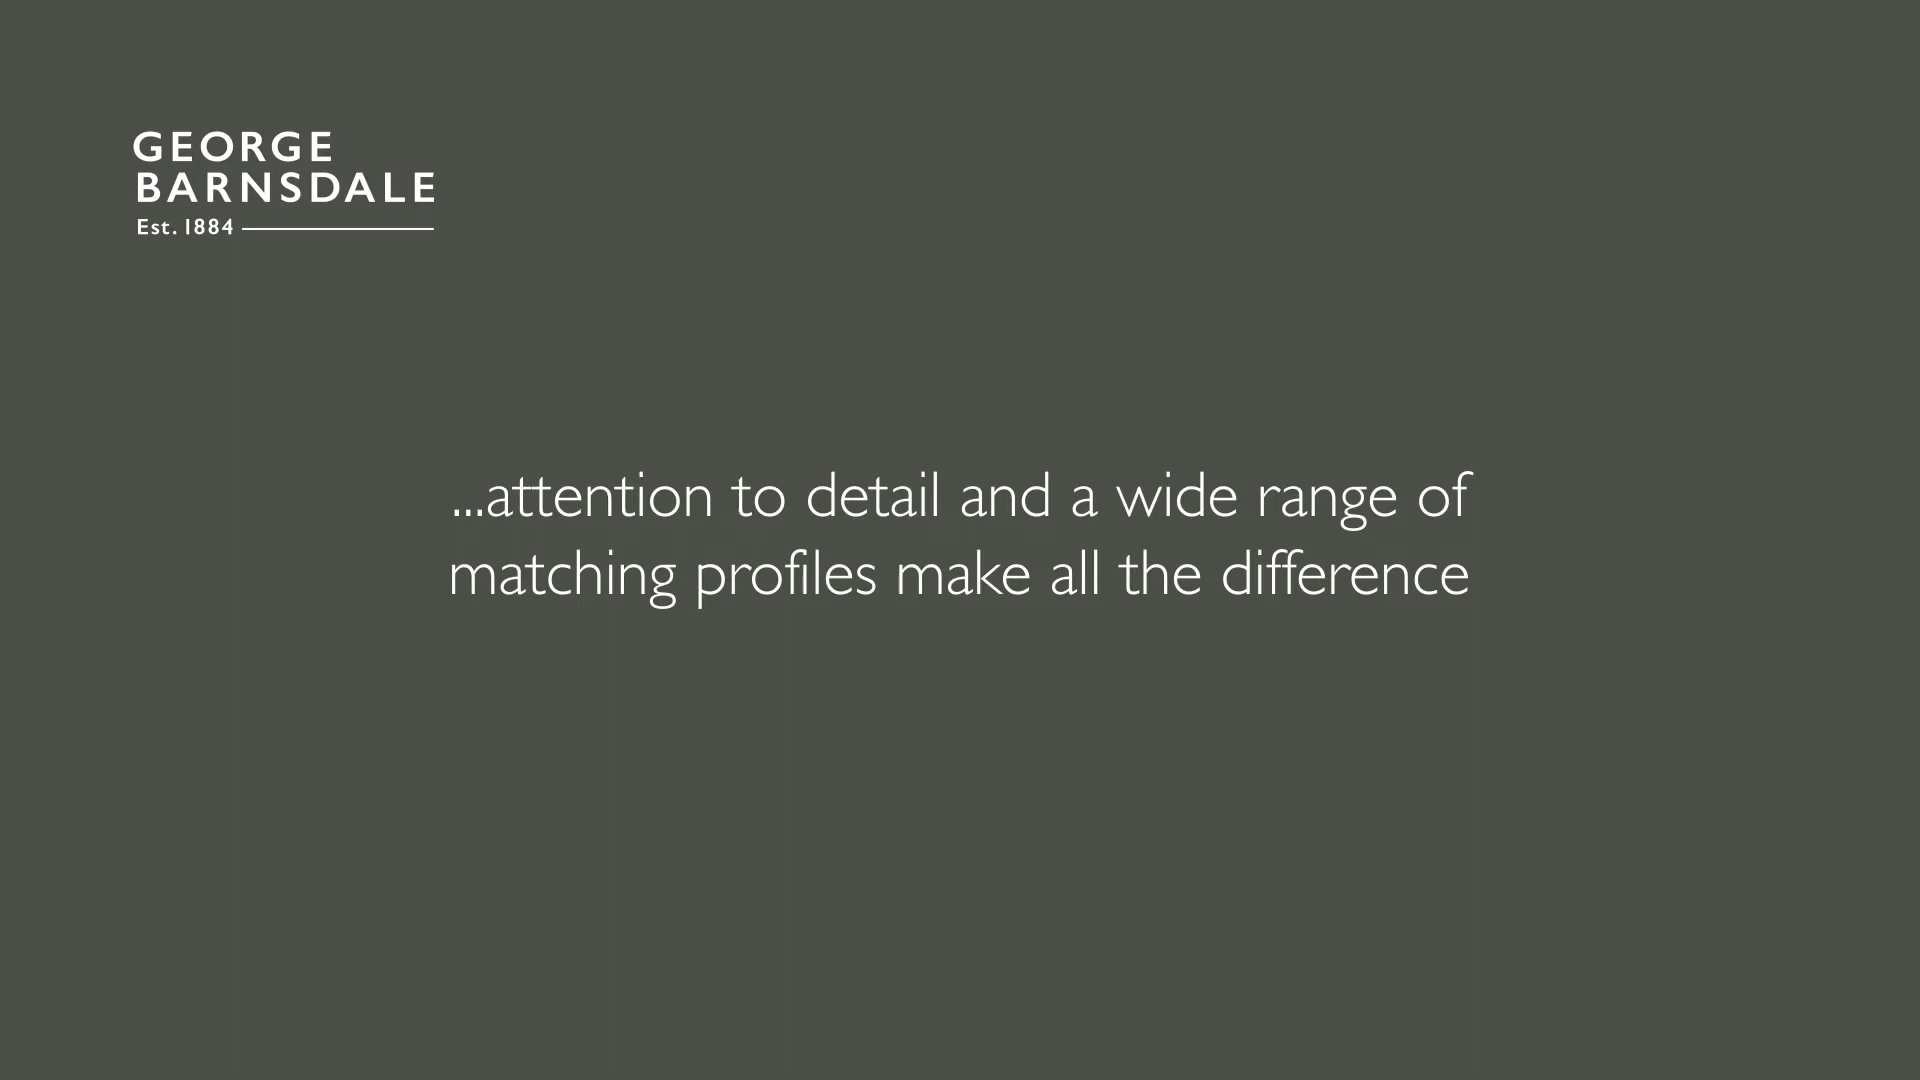 GEORGE
BARNSDALE
Est. 1884
...attention to detail and a wide range of
matching profiles make all the difference